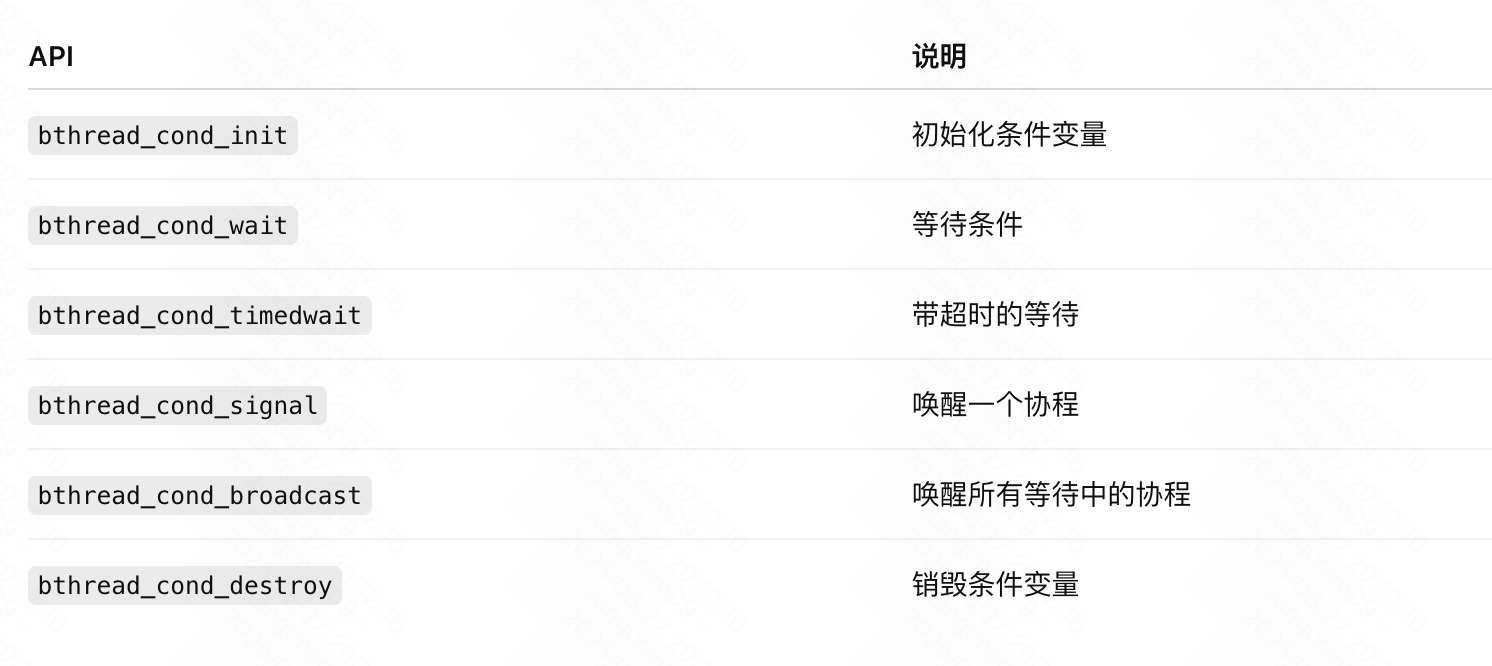 API 说明
bthread_cond_init 初始化条件变量
bthread_cond_wait 等待条件
bthread_cond_timedwait 带超时的等待
bthread_cond_signal 唤醒一个协程
bthread_cond_broadcast 唤醒所有等待中的协程
bthread_cond_destroy 销毁条件变量